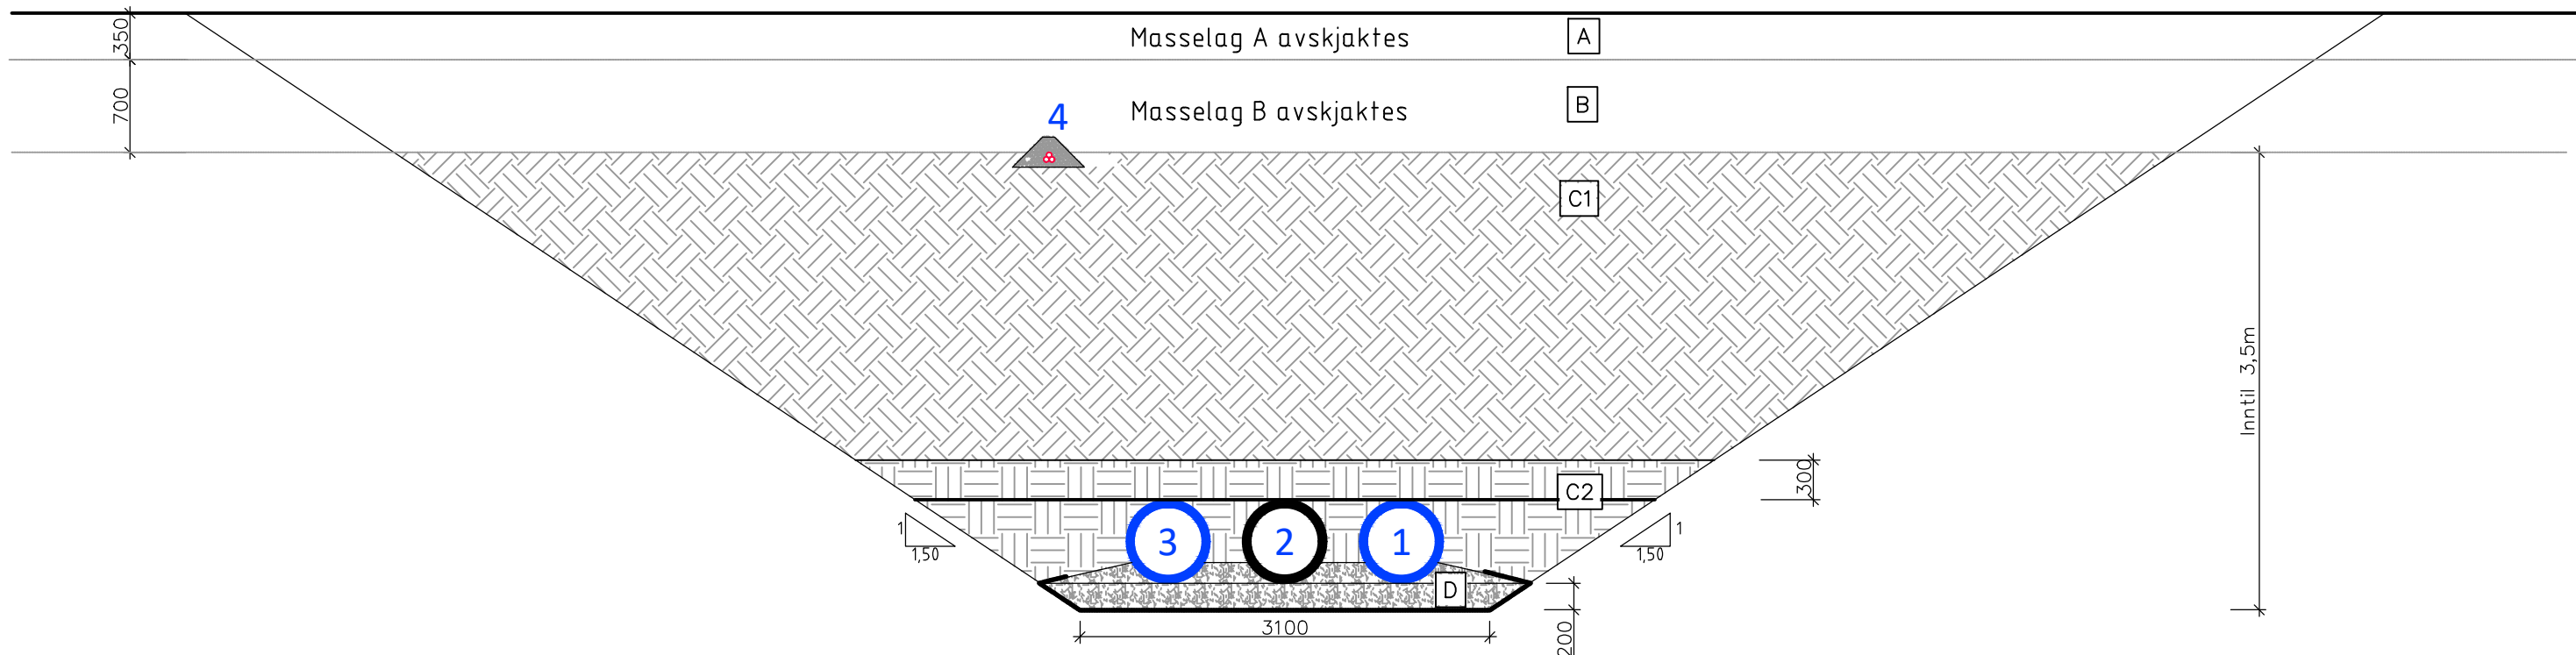 350
Masselag A avskjaktes
A
700
4
Masselag B avskjaktes
B
C1
Inntil 3,5m
300
C2
1
1,50
3
2
1
1
1,50
D
3100
200